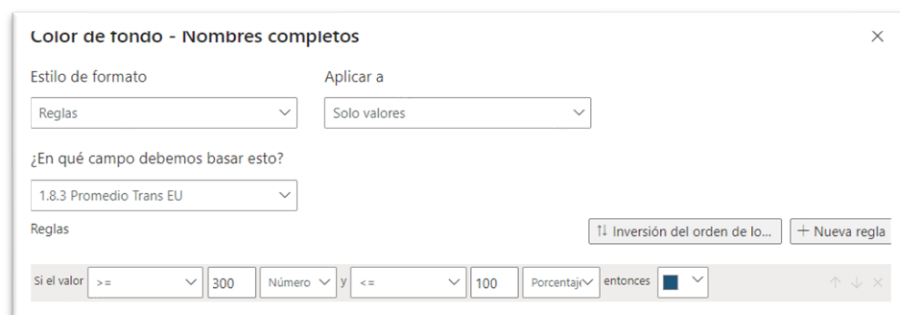 Color de fondo - Nombres completos
Estilo de formato Aplicar a
Reglas Solo valores
¿En qué campo debemos basar esto?
1.8.3 Promedio Trans EU
Reglas Inversión del orden de lo... + Nueva regla
Si el valor >= 300 Número y <= 100 Porcentaje entonces